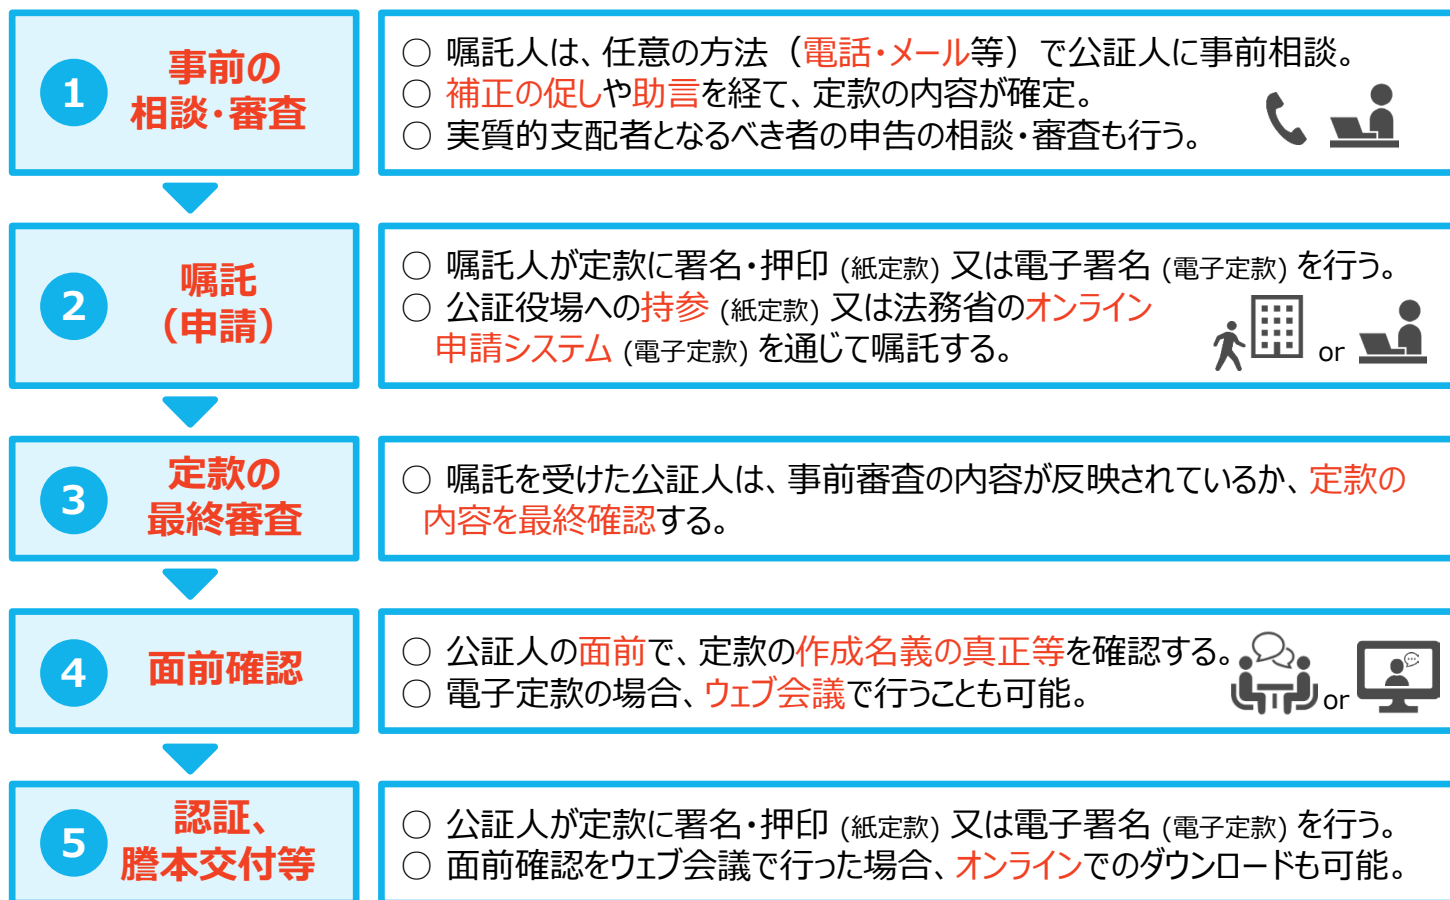 1
事前の
相談・審査
○ 嘱託人は、任意の方法（電話・メール等）で公証人に事前相談。
○ 補正の促しや助言を経て、定款の内容が確定。
○ 実質的支配者となるべき者の申告の相談・審査も行う。
2
嘱託
（申請）
○ 嘱託人が定款に署名・押印 (紙定款) 又は電子署名 (電子定款) を行う。
○ 公証役場への持参 (紙定款) 又は法務省のオンライン
申請システム (電子定款) を通じて嘱託する。
or
3
定款の
最終審査
○ 嘱託を受けた公証人は、事前審査の内容が反映されているか、定款の
内容を最終確認する。
4
面前確認
○ 公証人の面前で、定款の作成名義の真正等を確認する。
○ 電子定款の場合、ウェブ会議で行うことも可能。
or
5
認証、
謄本交付等
○ 公証人が定款に署名・押印 (紙定款) 又は電子署名 (電子定款) を行う。
○ 面前確認をウェブ会議で行った場合、オンラインでのダウンロードも可能。